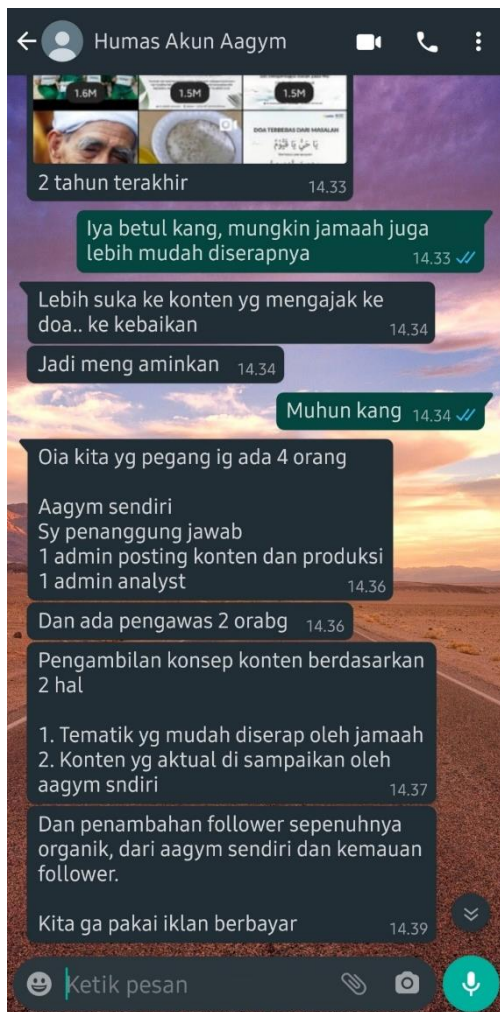 Humas Akun Aagym
1.6M
1.5M
1.5M
DOA TERBEBAS DARI MASALAH
يَا حَيُّ يَا قَيُّوْمُ
2 tahun terakhir 14.33
Iya betul kang, mungkin jamaah juga
lebih mudah diserapnya 14.33
Lebih suka ke konten yg mengajak ke
doa.. ke kebaikan 14.34
Jadi meng aminkan 14.34
Muhun kang 14.34
Oia kita yg pegang ig ada 4 orang
Aagym sendiri
Sy penanggung jawab
1 admin posting konten dan produksi
1 admin analyst 14.36
Dan ada pengawas 2 orabg 14.36
Pengambilan konsep konten berdasarkan
2 hal
1. Tematik yg mudah diserap oleh jamaah
2. Konten yg aktual di sampaikan oleh
aagym sndiri 14.37
Dan penambahan follower sepenuhnya
organik, dari aagym sendiri dan kemauan
follower.
Kita ga pakai iklan berbayar 14.39
Ketik pesan